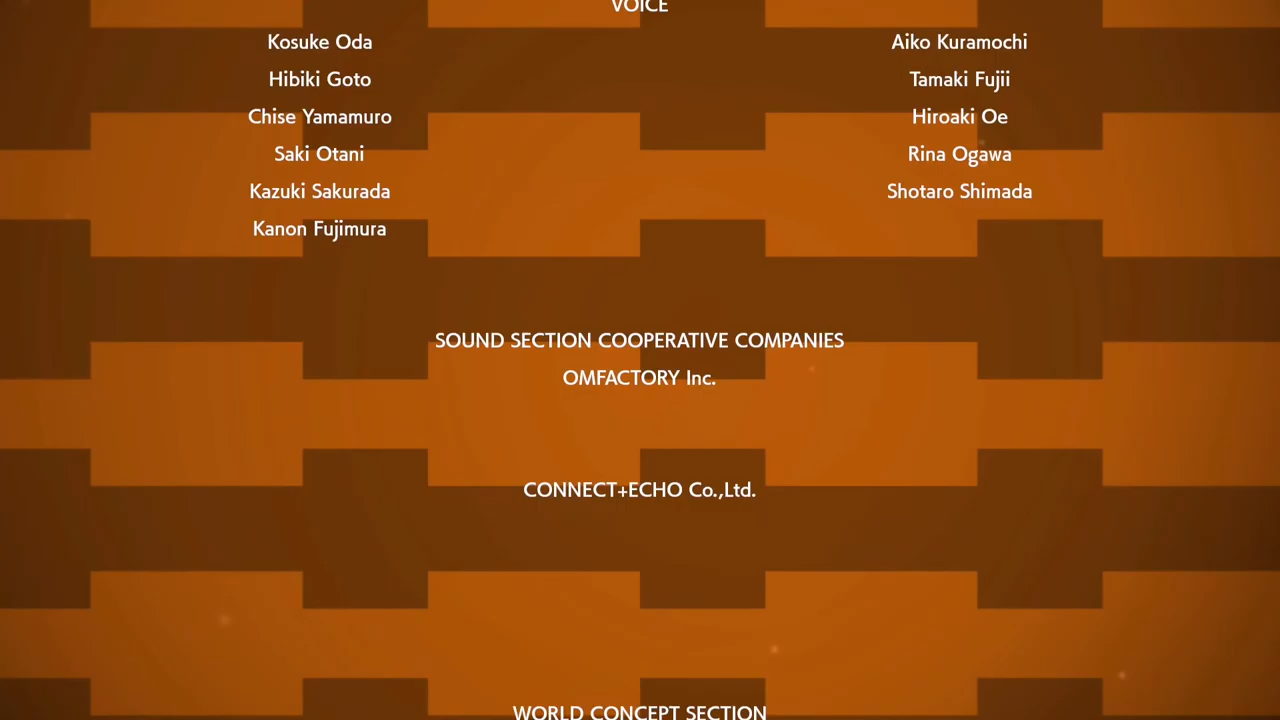 VOICE
Kosuke Oda
Aiko Kuramochi
Hibiki Goto
Tamaki Fujii
Chise Yamamuro
Hiroaki Oe
Saki Otani
Rina Ogawa
Kazuki Sakurada
Shotaro Shimada
Kanon Fujimura
SOUND SECTION COOPERATIVE COMPANIES
OMFACTORY Inc.
CONNECT+ECHO Co.,Ltd.
WORLD CONCEPT SECTION